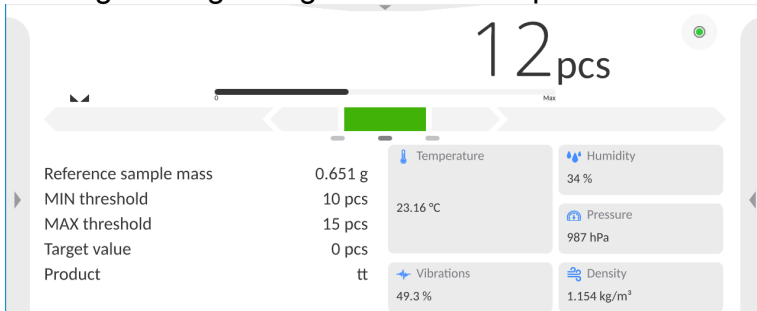 12pcs
0 Max
Reference sample mass 0.651 g
MIN threshold 10 pcs
MAX threshold 15 pcs
Target value 0 pcs
Product tt
Temperature
23.16 °C
Humidity
34 %
Pressure
987 hPa
Vibrations
49.3 %
Density
1.154 kg/m³